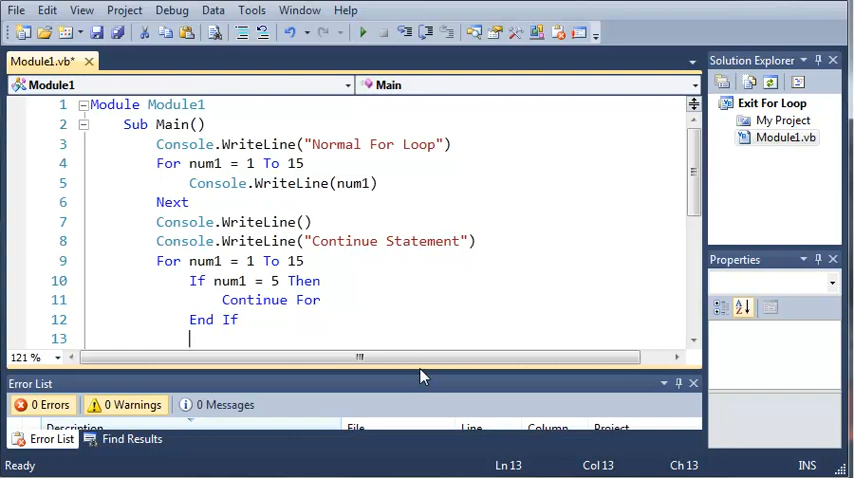 File Edit View Project Debug Data Tools Window Help
Module1.vb*
Module1 Main
1 Module Module1
2 Sub Main()
3 Console.WriteLine("Normal For Loop")
4 For num1 = 1 To 15
5 Console.WriteLine(num1)
6 Next
7 Console.WriteLine()
8 Console.WriteLine("Continue Statement")
9 For num1 = 1 To 15
10 If num1 = 5 Then
11 Continue For
12 End If
13
121 %
Solution Explorer
Exit For Loop
My Project
Module1.vb
Properties
Error List
0 Errors 0 Warnings 0 Messages
Description File Line Column Project
Error List Find Results
Ready Ln 13 Col 13 Ch 13 INS